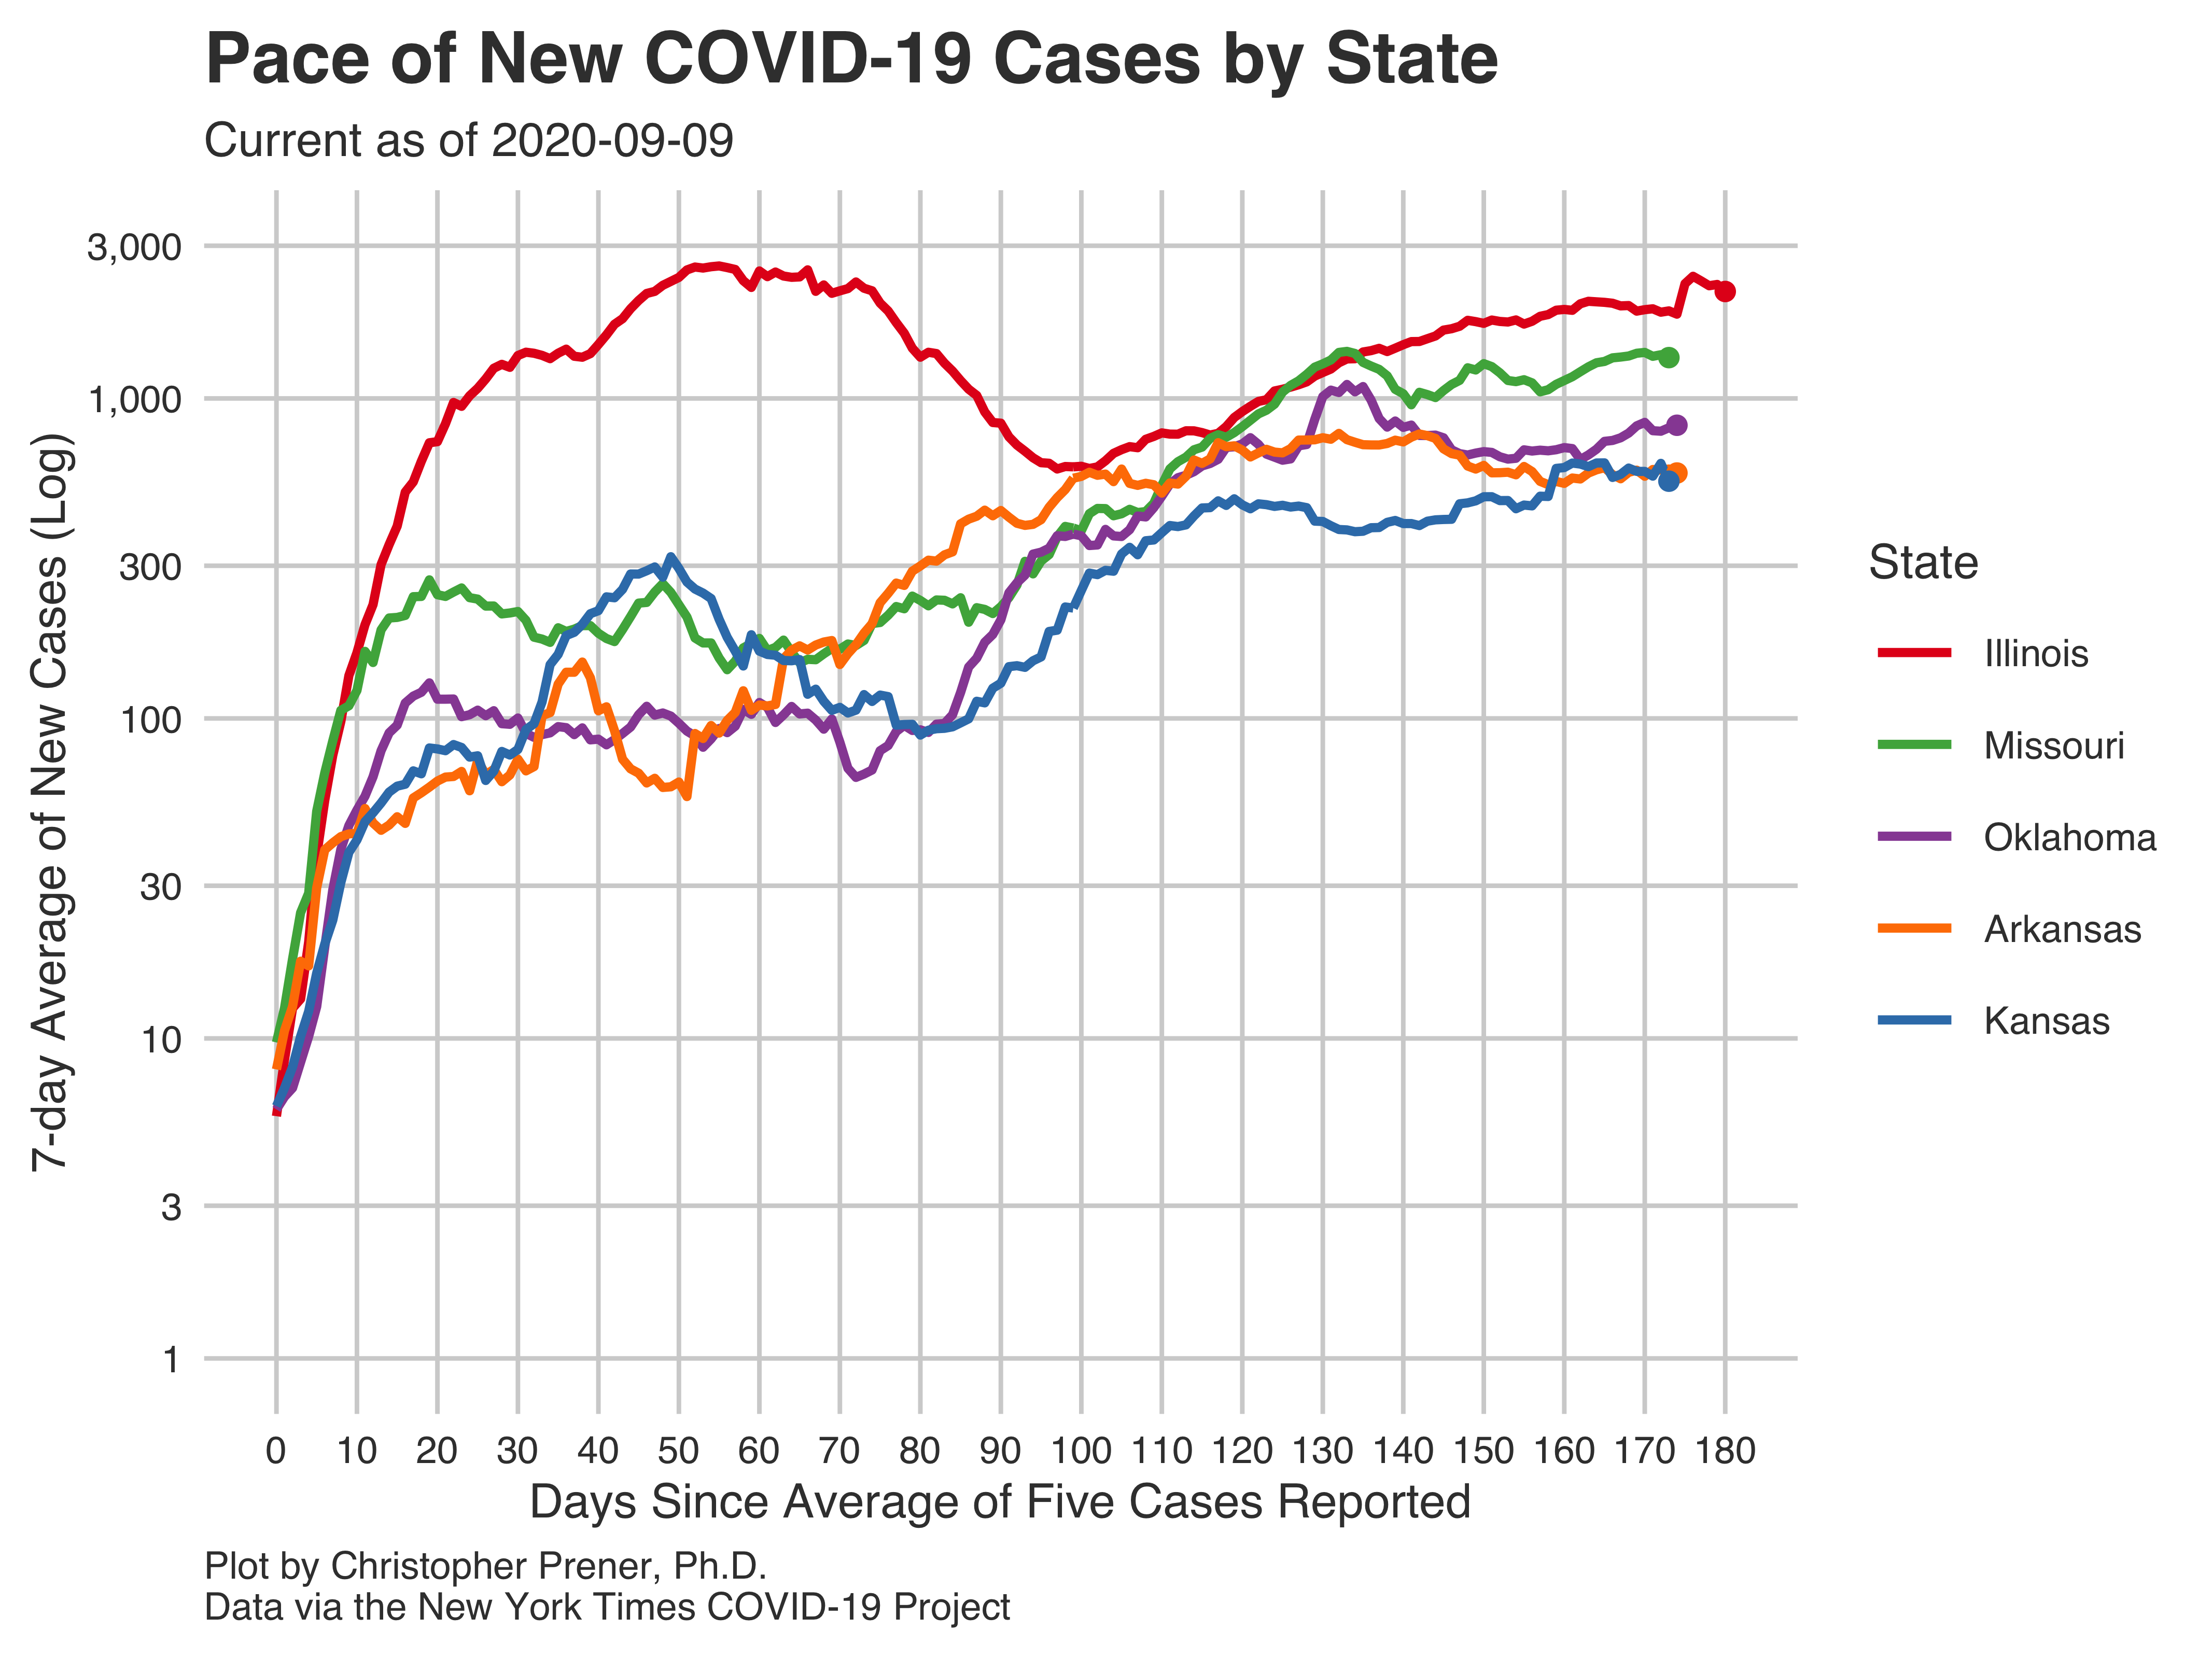 Pace of New COVID-19 Cases by State
Current as of 2020-09-09
7-day Average of New Cases (Log)
3,000
1,000
300
100
30
10
3
1
0 10 20 30 40 50 60 70 80 90 100 110 120 130 140 150 160 170 180
Days Since Average of Five Cases Reported
State
Illinois
Missouri
Oklahoma
Arkansas
Kansas
Plot by Christopher Prener, Ph.D.
Data via the New York Times COVID-19 Project